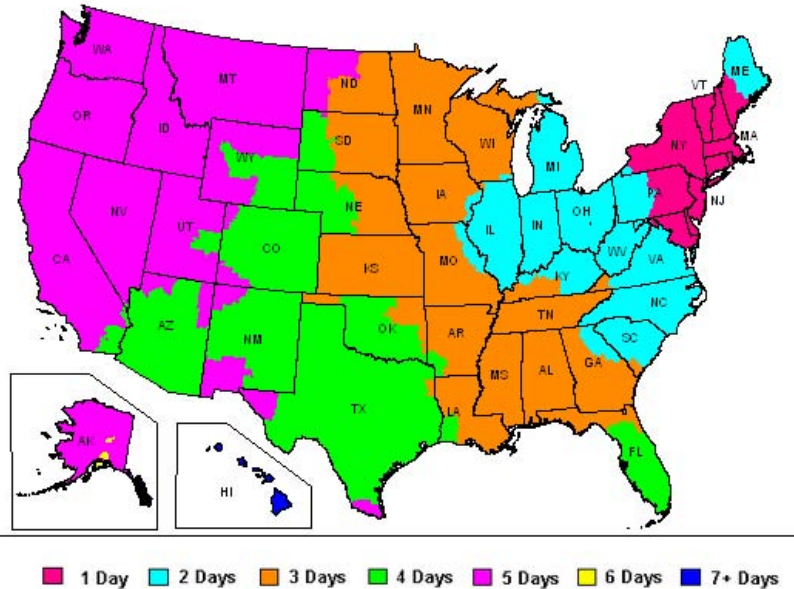 WA
MT
ND
MN
ME
VT
OR
ID
SD
WI
NY
MA
WY
MI
IA
PA
NJ
NV
UT
NE
IL
IN
OH
CA
CO
WV
VA
KS
MO
KY
NC
AZ
NM
OK
AR
TN
SC
TX
LA
MS
AL
GA
FL
AK
HI
1 Day
2 Days
3 Days
4 Days
5 Days
6 Days
7+ Days